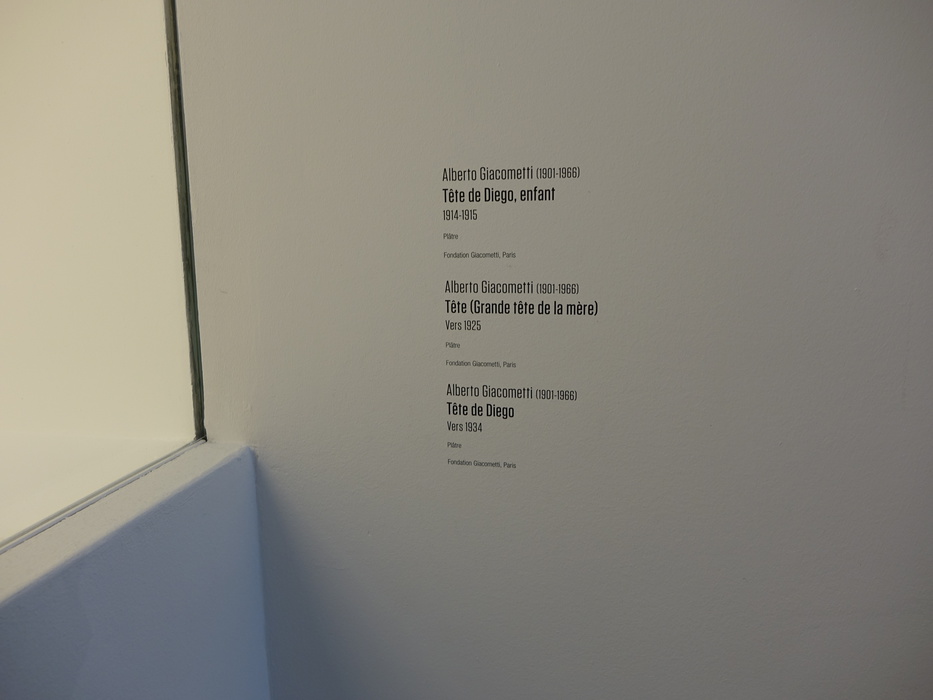 Alberto Giacometti (1901-1966)
Tête de Diego, enfant
1914-1915
Plâtre
Fondation Giacometti, Paris
Alberto Giacometti (1901-1966)
Tête (Grande tête de la mère)
Vers 1925
Plâtre
Fondation Giacometti, Paris
Alberto Giacometti (1901-1966)
Tête de Diego
Vers 1934
Plâtre
Fondation Giacometti, Paris